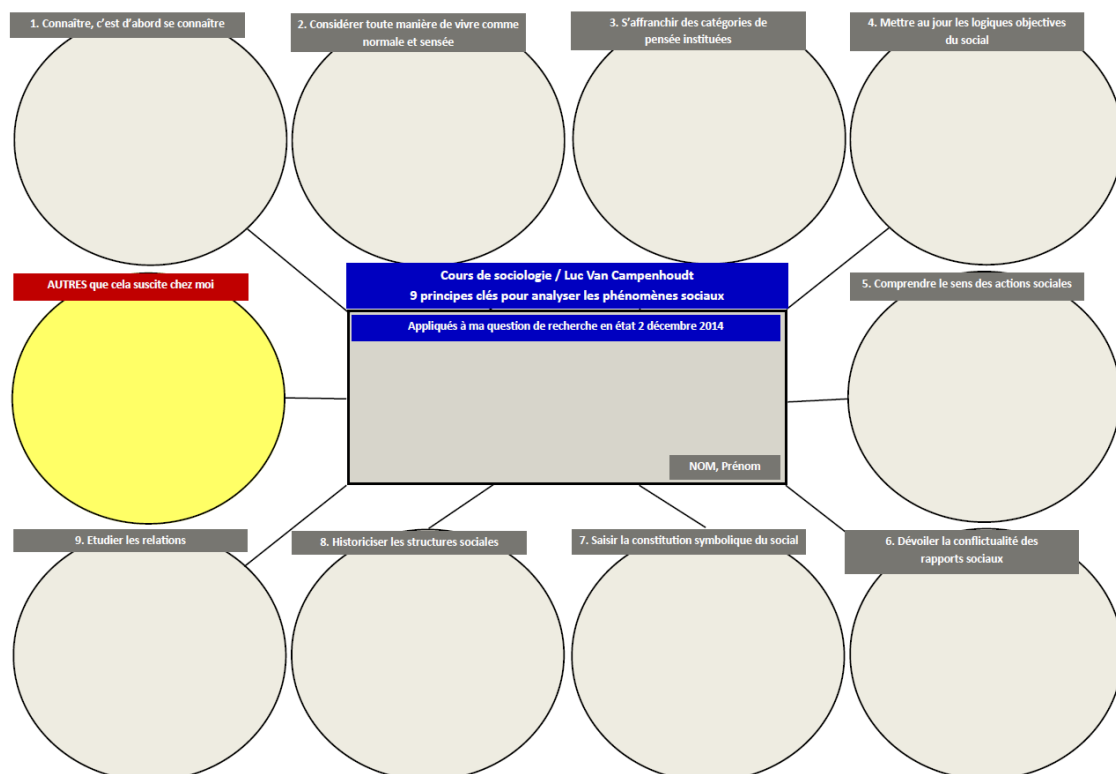 1. Connaître, c'est d'abord se connaître
2. Considérer toute manière de vivre comme
normale et sensée
3. S'affranchir des catégories de
pensée instituées
4. Mettre au jour les logiques objectives
du social
AUTRES que cela suscite chez moi
Cours de sociologie / Luc Van Campenhoudt
9 principes clés pour analyser les phénomènes sociaux
Appliqués à ma question de recherche en état 2 décembre 2014
NOM, Prénom
5. Comprendre le sens des actions sociales
9. Etudier les relations
8. Historiciser les structures sociales
7. Saisir la constitution symbolique du social
6. Dévoiler la conflictualité des
rapports sociaux